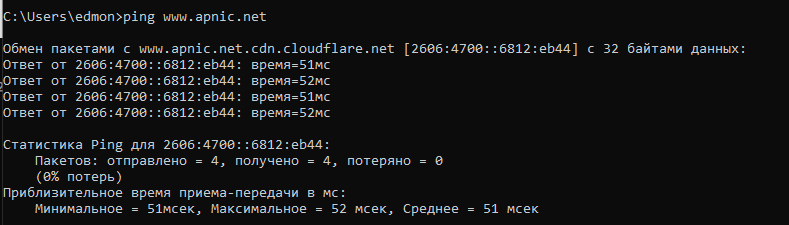 C:\Users\edmon>ping www.apnic.net
Обмен пакетами с www.apnic.net.cdn.cloudflare.net [2606:4700::6812:eb44] с 32 байтами данных:
Ответ от 2606:4700::6812:eb44: время=51мс
Ответ от 2606:4700::6812:eb44: время=52мс
Ответ от 2606:4700::6812:eb44: время=51мс
Ответ от 2606:4700::6812:eb44: время=52мс
Статистика Ping для 2606:4700::6812:eb44:
Пакетов: отправлено = 4, получено = 4, потеряно = 0
(0% потерь)
Приблизительное время приема-передачи в мс:
Минимальное = 51мсек, Максимальное = 52 мсек, Среднее = 51 мсек